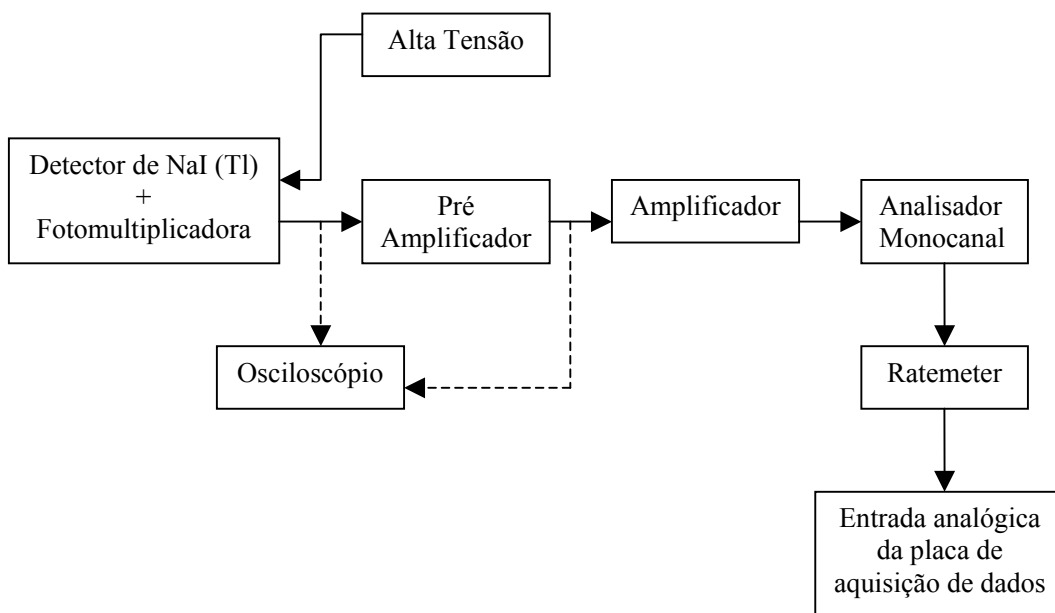 Alta Tensão
Detector de NaI (Tl)
+
Fotomultiplicadora
Pré
Amplificador
Amplificador
Analisador
Monocanal
Osciloscópio
Ratemeter
Entrada analógica
da placa de
aquisição de dados